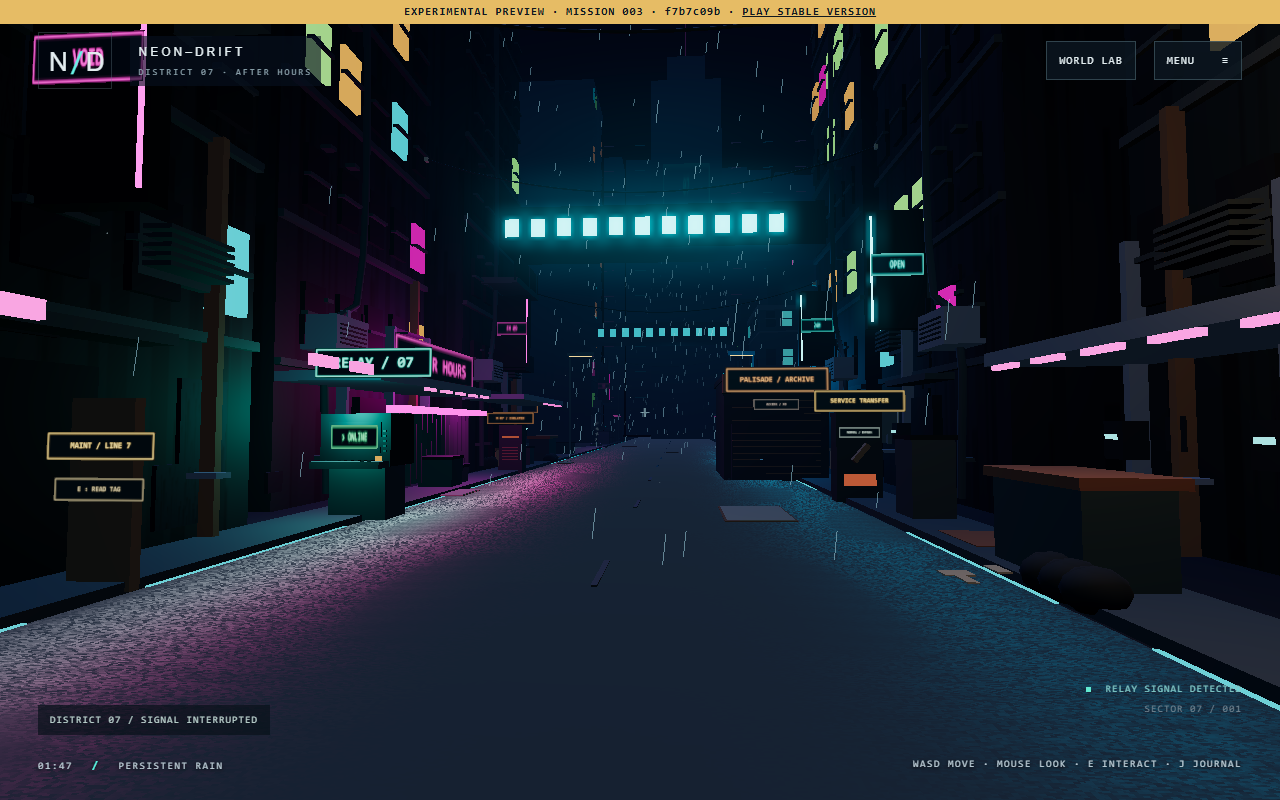 EXPERIMENTAL PREVIEW · MISSION 003 · f7b7c09b · PLAY STABLE VERSION
N/D
NEON—DRIFT
DISTRICT 07 · AFTER HOURS
WORLD LAB
MENU ≡
OPEN
RELAY / 07
R HOURS
PALISADE / ARCHIVE
SERVICE TRANSFER
ONLINE
MAINT / LINE 7
E : READ TAG
RELAY SIGNAL DETECTED
SECTOR 07 / 001
DISTRICT 07 / SIGNAL INTERRUPTED
01:47 / PERSISTENT RAIN
WASD MOVE · MOUSE LOOK · E INTERACT · J JOURNAL